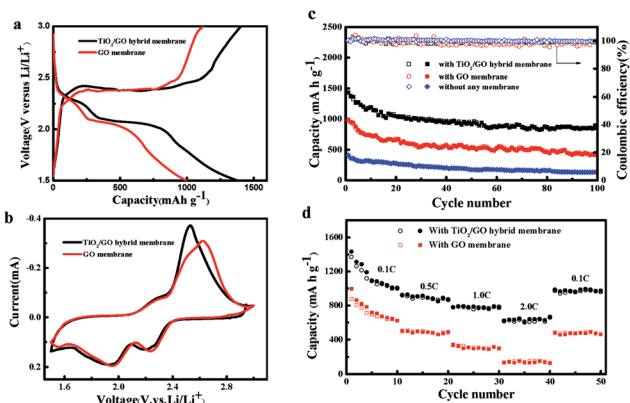 a
Voltage(V versus Li/Li+)
3.0
2.5
2.0
1.5
TiO2/GO hybrid membrane
GO membrane
0
500
1000
1500
Capacity(mAh g-1)
b
Current(mA)
-0.4
-0.2
0.0
0.2
TiO2/GO hybrid membrane
GO membrane
1.6
2.0
2.4
2.8
Voltage(V.vs.Li/Li+)
c
Capacity (mA h g-1)
2500
2000
1500
1000
500
0
with TiO2/GO hybrid membrane
with GO membrane
without any membrane
100
80
60
40
20
0
Coulombic efficiency(%)
0
20
40
60
80
100
Cycle number
d
Capacity (mA h g-1)
1600
1200
800
400
0
With TiO2/GO hybrid membrane
With GO membrane
0.1C
0.5C
1.0C
2.0C
0.1C
0
10
20
30
40
50
Cycle number